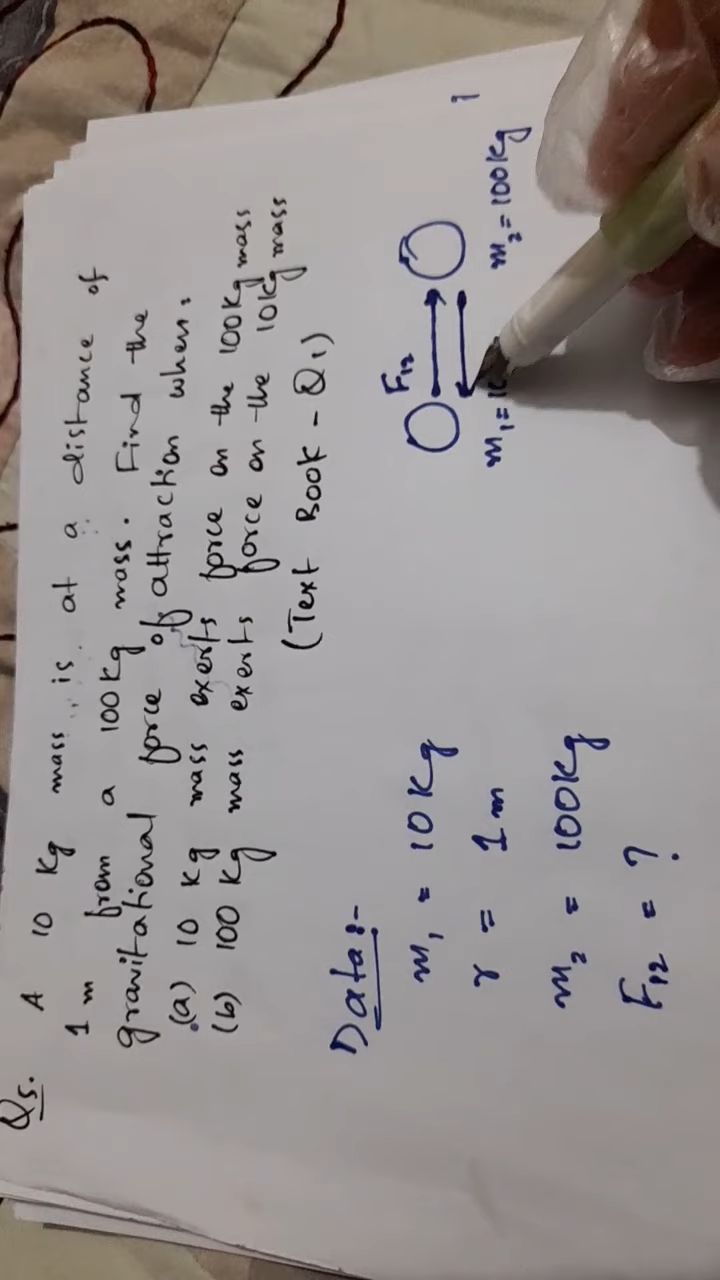 Q5. A 10 Kg mass is at a distance of
1 m from a 100 Kg mass. Find the
gravitational force of attraction when:
(a) 10 Kg mass exerts force on the 100 Kg mass
(b) 100 Kg mass exerts force on the 10 Kg mass
(Text Book - Q1)
Data:-
m₁ = 10 Kg
r = 1 m
m₂ = 100 Kg
F₁₂ = ?
F₁₂
m₁ =
m₂ = 100 Kg